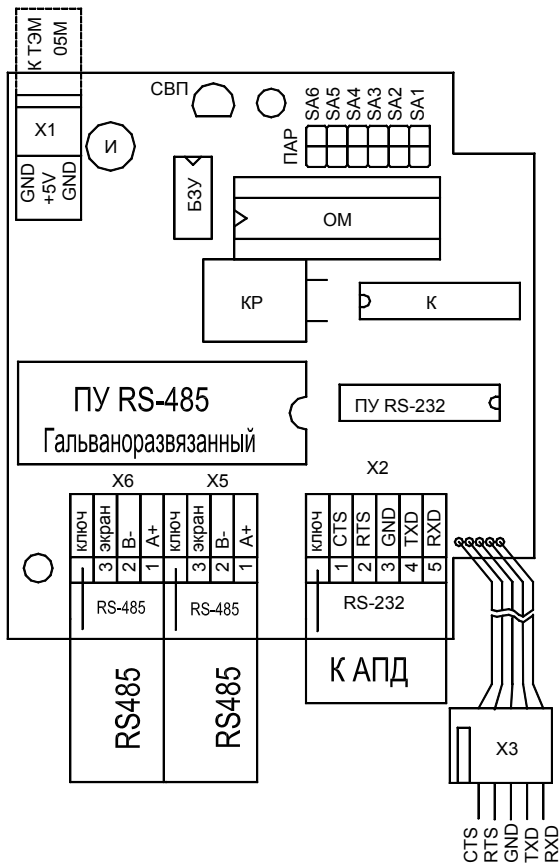 К ТЭМ
05М
X1
GND
+5V
GND
И
СВП
ПАР
SA6
SA5
SA4
SA3
SA2
SA1
БЗУ
ОМ
КР
К
ПУ RS-485
Гальваноразвязанный
ПУ RS-232
X6
X5
X2
ключ
экран
B-
A+
ключ
экран
B-
A+
3
2
1
3
2
1
ключ
CTS
RTS
GND
TXD
RXD
1
2
3
4
5
RS-485
RS-485
RS-232
RS485
RS485
К АПД
X3
CTS
RTS
GND
TXD
RXD